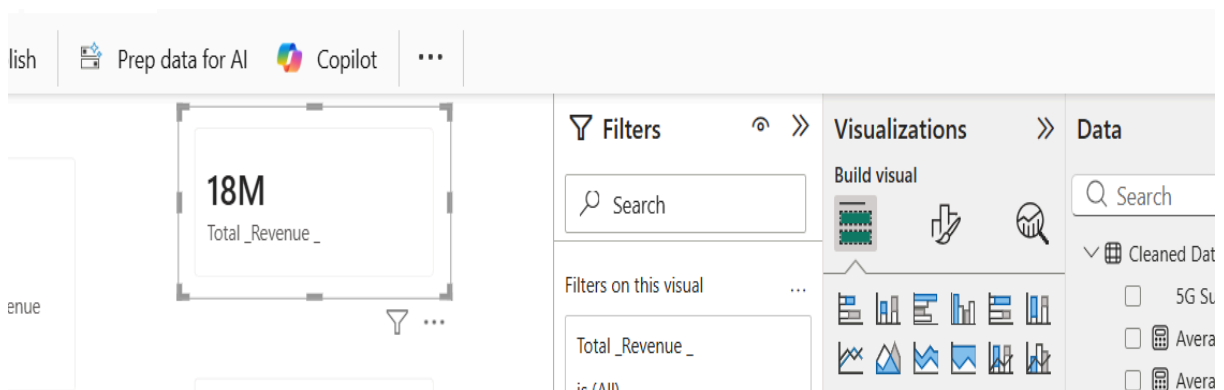 lish Prep data for AI Copilot ...
18M
Total _Revenue _
enue
...
Filters
Search
Filters on this visual
...
Total _Revenue _
is (All)
Visualizations
Build visual
Data
Search
Cleaned Dat
5G Su
Avera
Avera